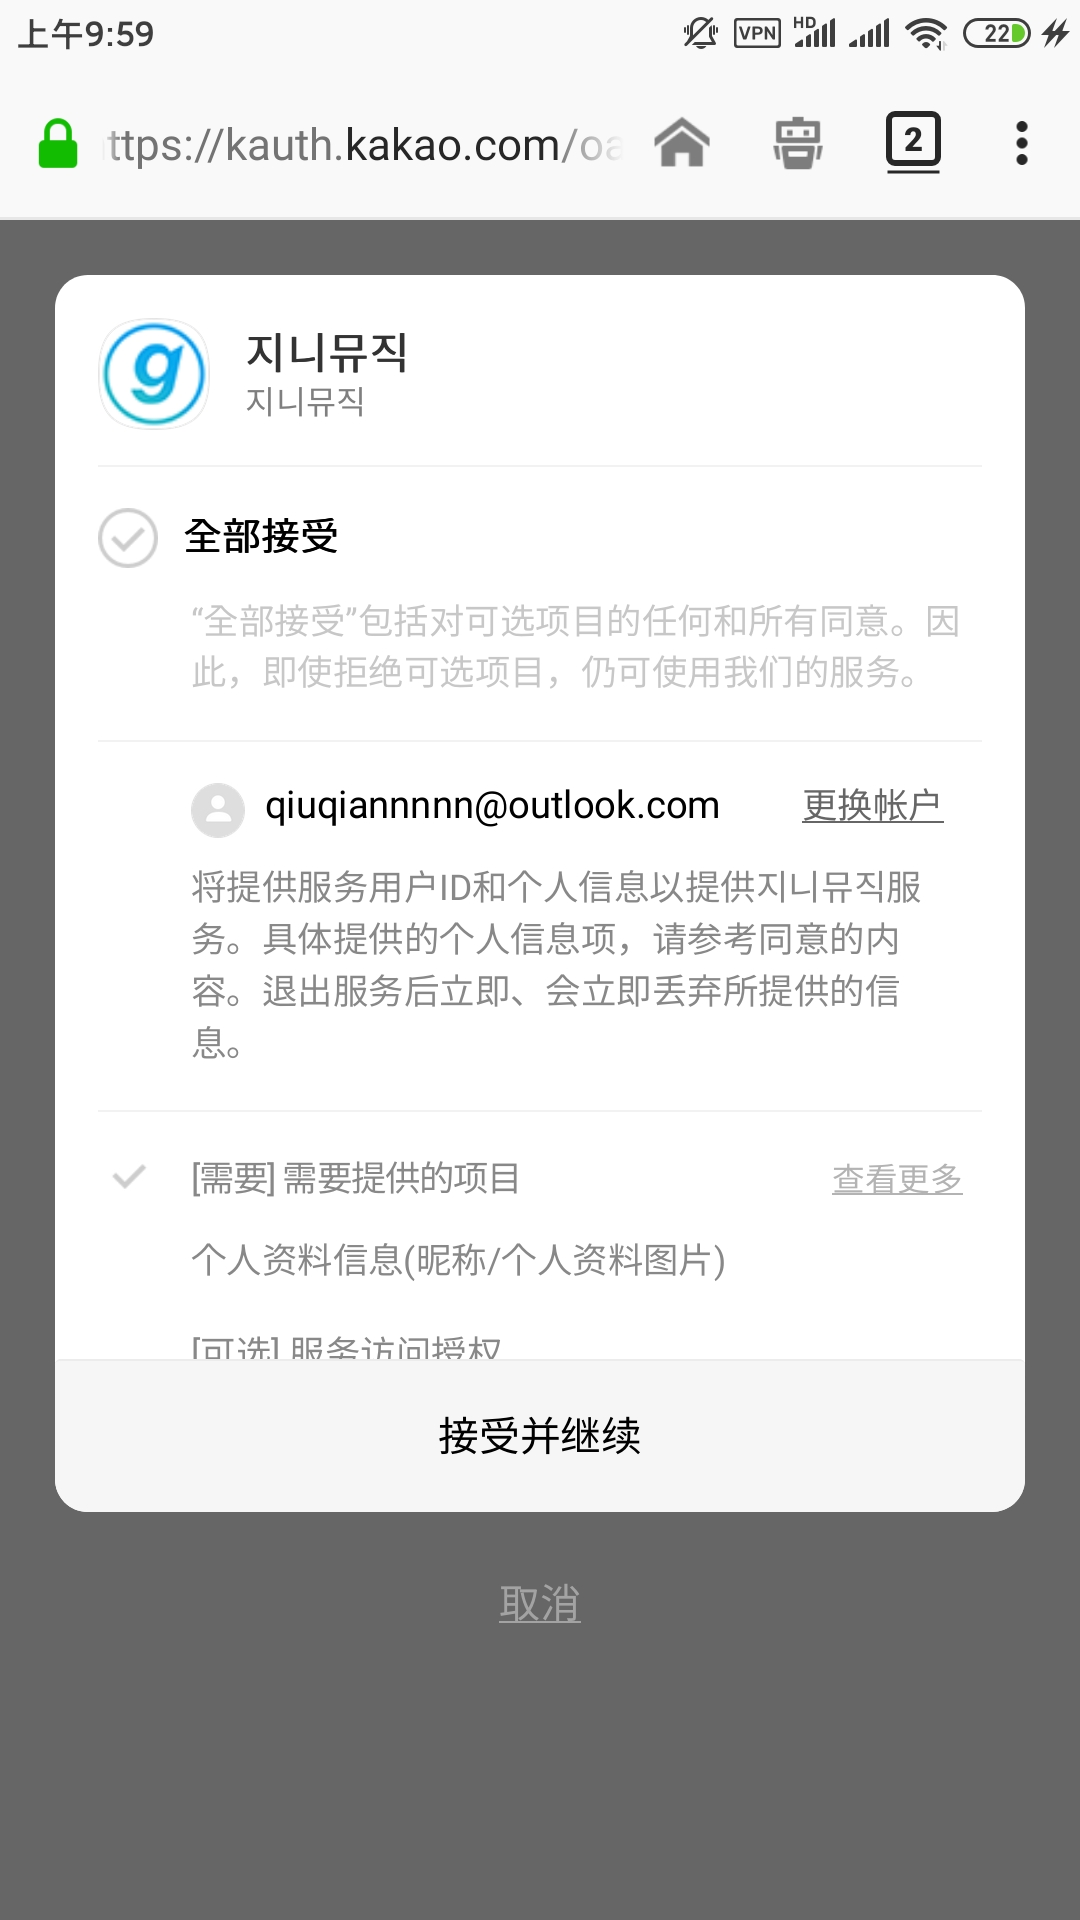 上午9:59
VPN
HD
22
ttps://kauth.kakao.com/oa
2
g
지니뮤직
지니뮤직
全部接受
“全部接受”包括对可选项目的任何和所有同意。因
此，即使拒绝可选项目，仍可使用我们的服务。
qiuqiannnnn@outlook.com 更换帐户
将提供服务用户ID和个人信息以提供지니뮤직服
务。具体提供的个人信息项，请参考同意的内
容。退出服务后立即、会立即丢弃所提供的信
息。
[需要] 需要提供的项目 查看更多
个人资料信息(昵称/个人资料图片)
[可选] 服务访问授权
接受并继续
取消